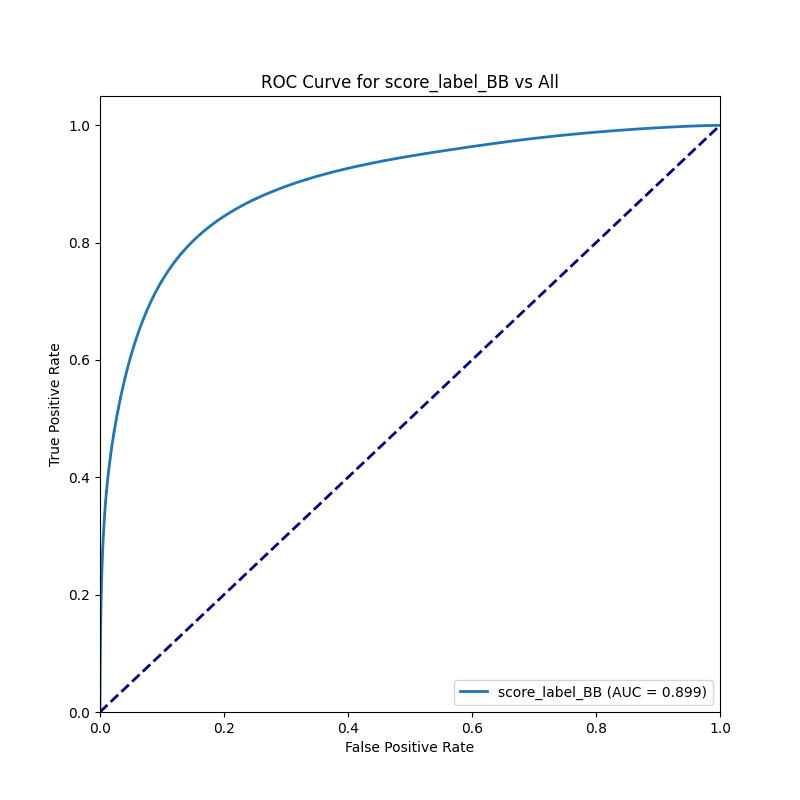 ROC Curve for score_label_BB vs All
True Positive Rate
1.0
0.8
0.6
0.4
0.2
0.0
score_label_BB (AUC = 0.899)
0.0 0.2 0.4 0.6 0.8 1.0
False Positive Rate